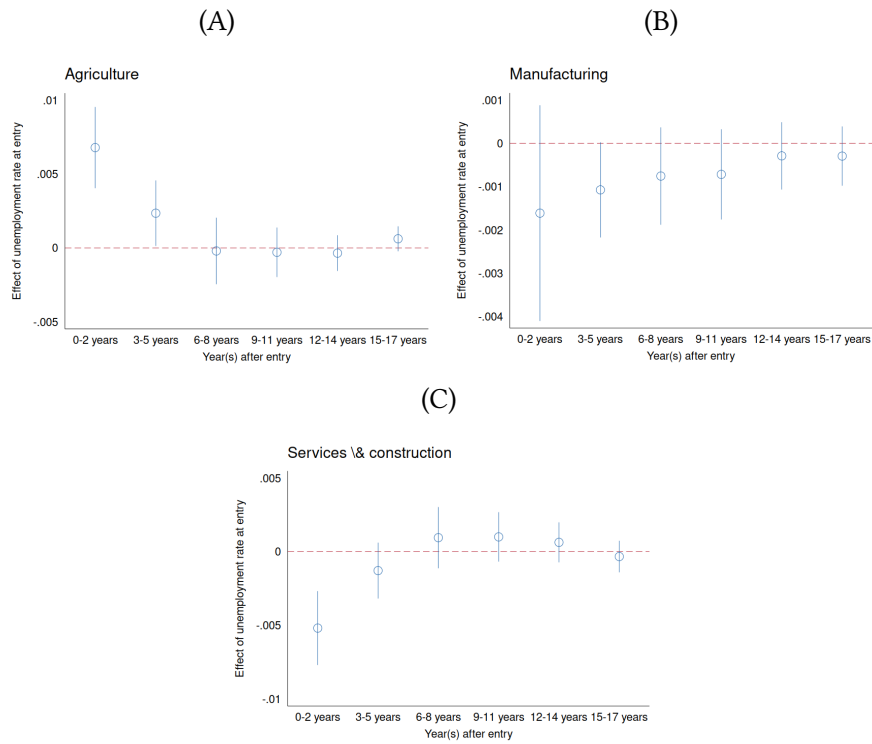 (A)
Agriculture
Effect of unemployment rate at entry
.01
.005
0
-.005
0-2 years 3-5 years 6-8 years 9-11 years 12-14 years 15-17 years
Year(s) after entry
(B)
Manufacturing
Effect of unemployment rate at entry
.001
0
-.001
-.002
-.003
-.004
0-2 years 3-5 years 6-8 years 9-11 years 12-14 years 15-17 years
Year(s) after entry
(C)
Services \& construction
Effect of unemployment rate at entry
.005
0
-.005
-.01
0-2 years 3-5 years 6-8 years 9-11 years 12-14 years 15-17 years
Year(s) after entry